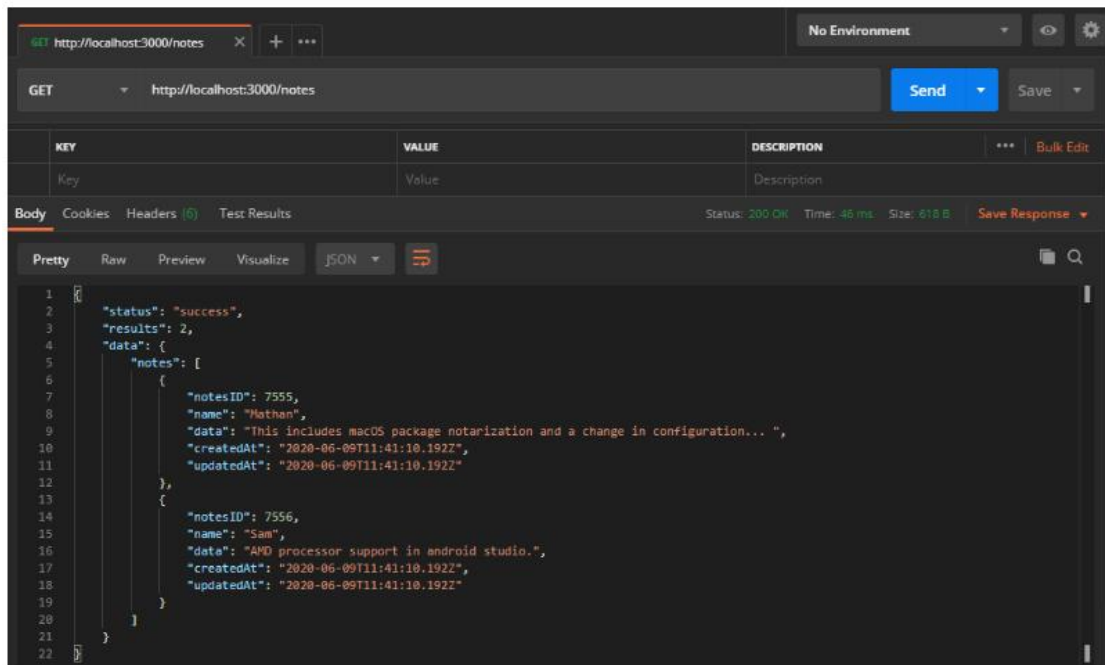 GET http://localhost:3000/notes × + ••• No Environment
GET http://localhost:3000/notes Send Save
KEY VALUE DESCRIPTION ••• Bulk Edit
Key Value Description
Body Cookies Headers (6) Test Results Status: 200 OK Time: 46 ms Size: 618 B Save Response
Pretty Raw Preview Visualize JSON
1 {
2 "status": "success",
3 "results": 2,
4 "data": {
5 "notes": [
6 {
7 "notesID": 7555,
8 "name": "Mathan",
9 "data": "This includes macOS package notarization and a change in configuration... ",
10 "createdAt": "2020-06-09T11:41:10.192Z",
11 "updatedAt": "2020-06-09T11:41:10.192Z"
12 },
13 {
14 "notesID": 7556,
15 "name": "Sam",
16 "data": "AMD processor support in android studio.",
17 "createdAt": "2020-06-09T11:41:10.192Z",
18 "updatedAt": "2020-06-09T11:41:10.192Z"
19 }
20 ]
21 }
22 }